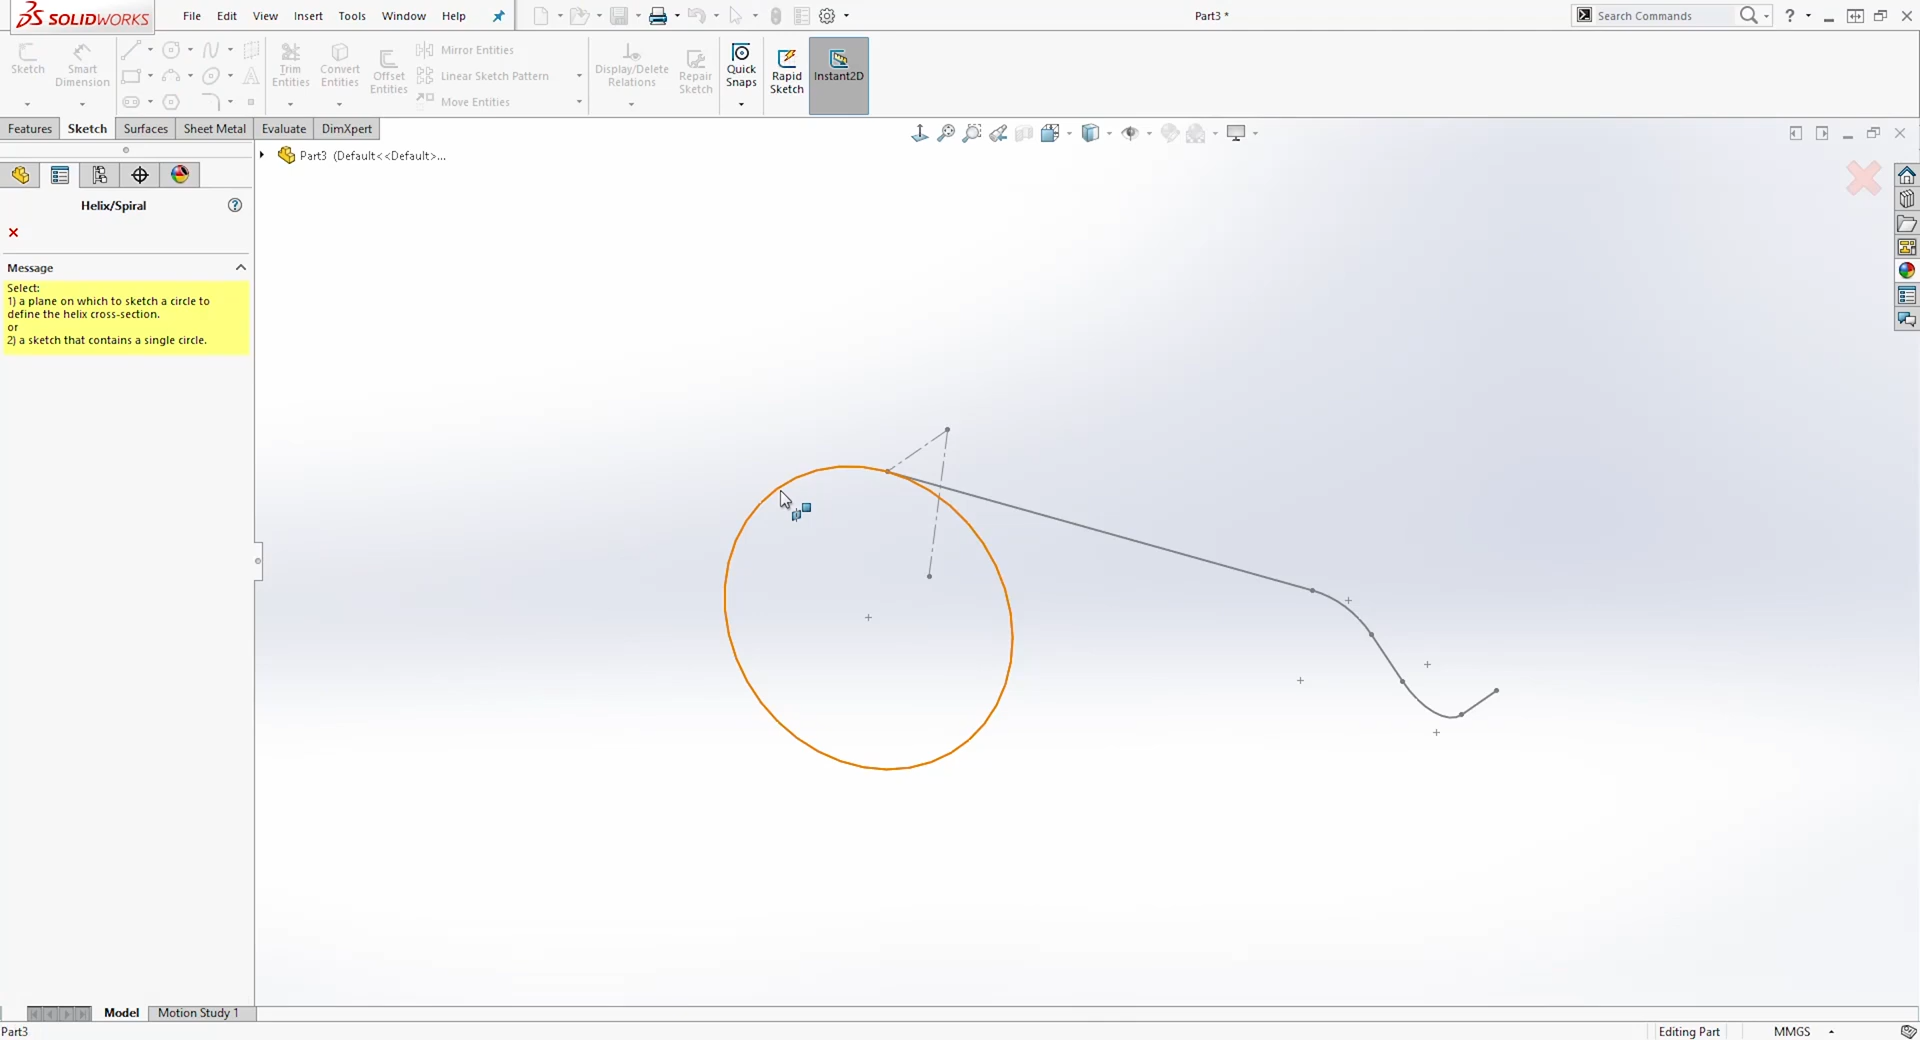 SOLIDWORKS
File Edit View Insert Tools Window Help
Part3 *
Search Commands
?
Sketch
Smart Dimension
Trim Entities
Convert Entities
Offset Entities
Mirror Entities
Linear Sketch Pattern
Move Entities
Display/Delete Relations
Repair Sketch
Quick Snaps
Rapid Sketch
Instant2D
Features Sketch Surfaces Sheet Metal Evaluate DimXpert
Part3 (Default<<Default>...
Helix/Spiral
?
Message
Select:
1) a plane on which to sketch a circle to
define the helix cross-section.
or
2) a sketch that contains a single circle.
Model Motion Study 1
Part3
Editing Part
MMGS